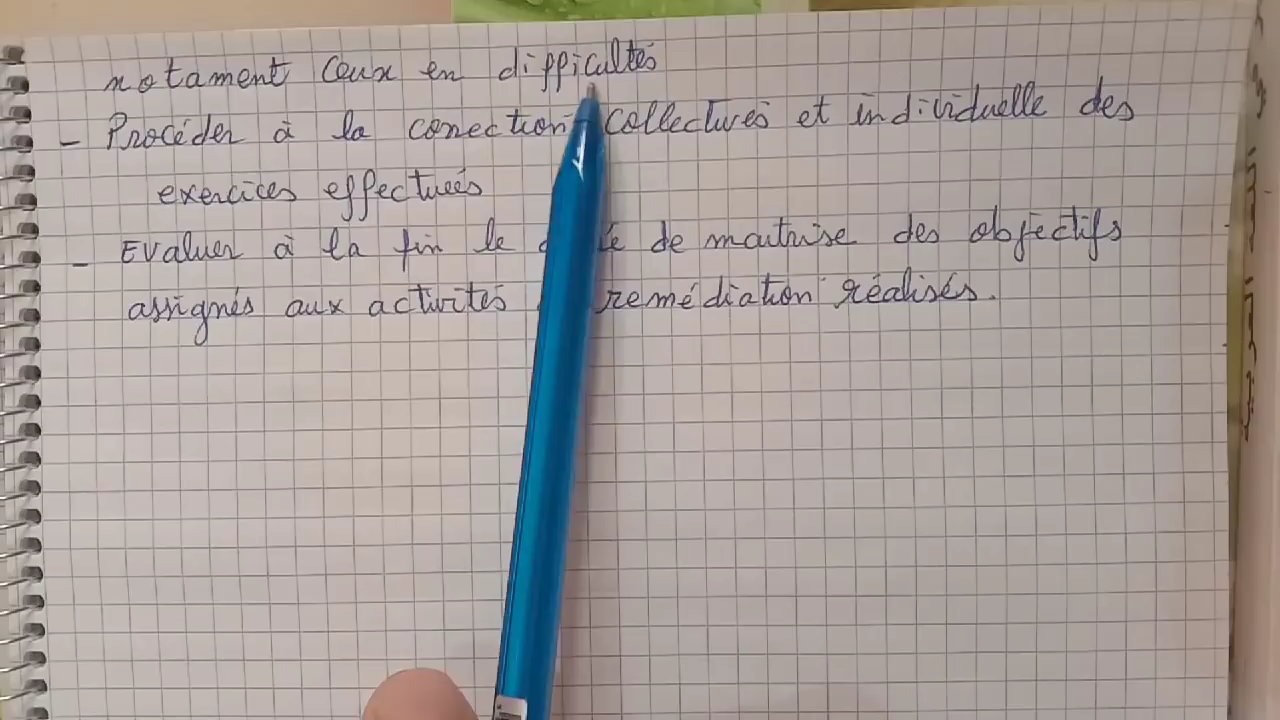 notament ceux en difficultés
- Procéder à la correction collectives et individuelle des
exercices effectués
- Evaluer à la fin le de maitrise des objectifs
assignés aux activités remédiation réalisés.